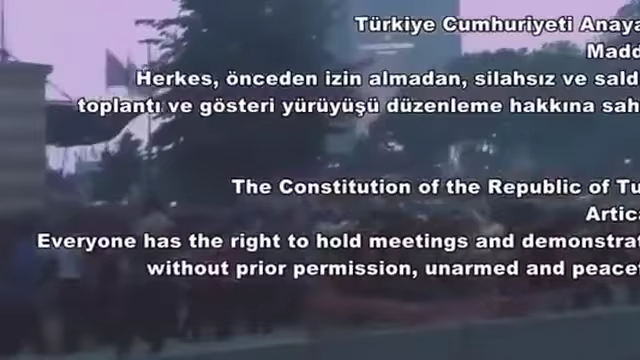 Türkiye Cumhuriyeti Anaya
Madd
Herkes, önceden izin almadan, silahsız ve sald
toplantı ve gösteri yürüyüşü düzenleme hakkına sah
The Constitution of the Republic of Tu
Artic
Everyone has the right to hold meetings and demonstrat
without prior permission, unarmed and peacef